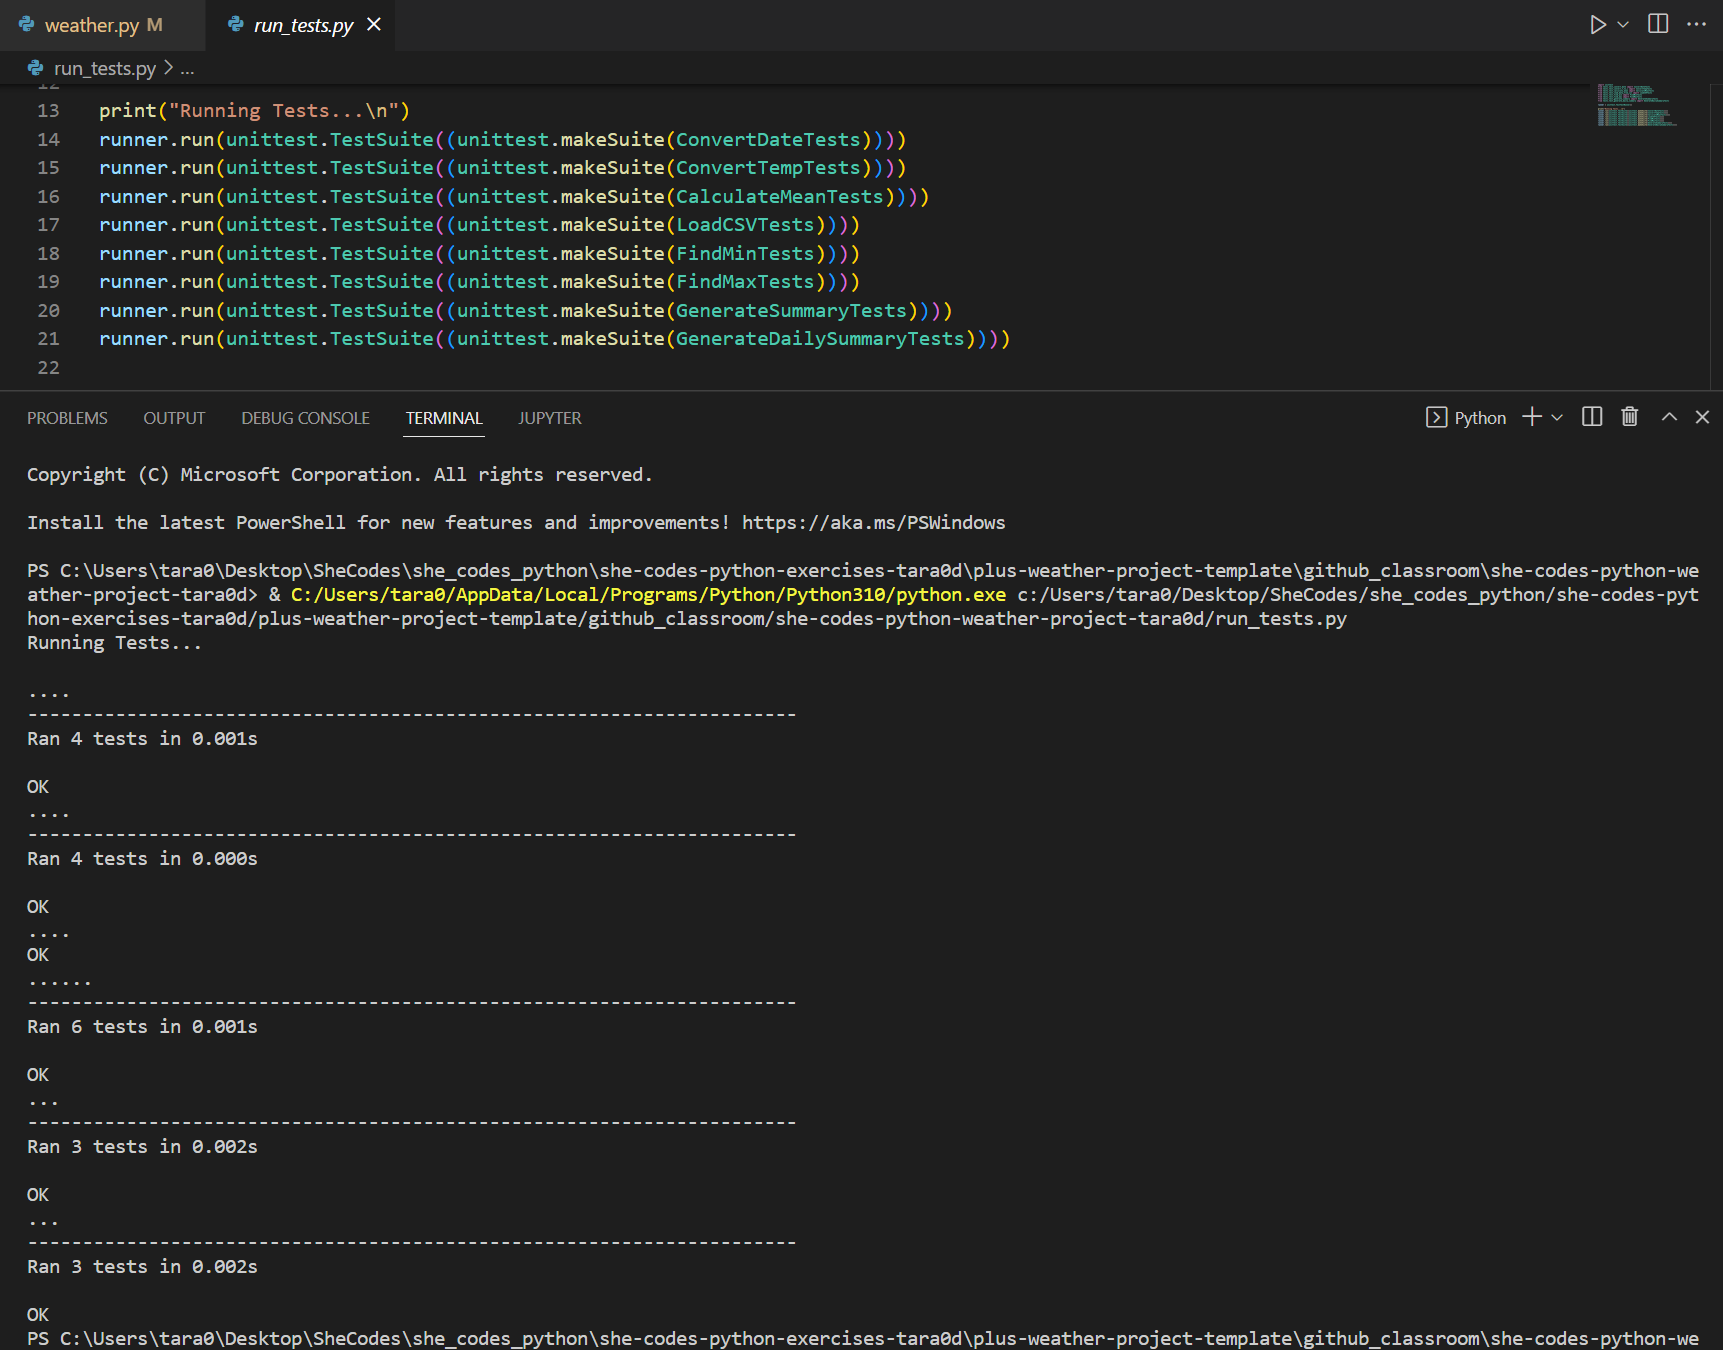 weather.py M
run_tests.py
run_tests.py > ...
12
13 print("Running Tests...\n")
14 runner.run(unittest.TestSuite((unittest.makeSuite(ConvertDateTests))))
15 runner.run(unittest.TestSuite((unittest.makeSuite(ConvertTempTests))))
16 runner.run(unittest.TestSuite((unittest.makeSuite(CalculateMeanTests))))
17 runner.run(unittest.TestSuite((unittest.makeSuite(LoadCSVTests))))
18 runner.run(unittest.TestSuite((unittest.makeSuite(FindMinTests))))
19 runner.run(unittest.TestSuite((unittest.makeSuite(FindMaxTests))))
20 runner.run(unittest.TestSuite((unittest.makeSuite(GenerateSummaryTests))))
21 runner.run(unittest.TestSuite((unittest.makeSuite(GenerateDailySummaryTests))))
22
PROBLEMS OUTPUT DEBUG CONSOLE TERMINAL JUPYTER Python
Copyright (C) Microsoft Corporation. All rights reserved.
Install the latest PowerShell for new features and improvements! https://aka.ms/PSWindows
PS C:\Users\tara0\Desktop\SheCodes\she_codes_python\she-codes-python-exercises-tara0d\plus-weather-project-template\github_classroom\she-codes-python-we
ather-project-tara0d> & C:/Users/tara0/AppData/Local/Programs/Python/Python310/python.exe c:/Users/tara0/Desktop/SheCodes/she_codes_python/she-codes-pyt
hon-exercises-tara0d/plus-weather-project-template/github_classroom/she-codes-python-weather-project-tara0d/run_tests.py
Running Tests...
....
----------------------------------------------------------------------
Ran 4 tests in 0.001s
OK
....
----------------------------------------------------------------------
Ran 4 tests in 0.000s
OK
....
OK
......
----------------------------------------------------------------------
Ran 6 tests in 0.001s
OK
...
----------------------------------------------------------------------
Ran 3 tests in 0.002s
OK
...
----------------------------------------------------------------------
Ran 3 tests in 0.002s
OK
PS C:\Users\tara0\Desktop\SheCodes\she_codes_python\she-codes-python-exercises-tara0d\plus-weather-project-template\github_classroom\she-codes-python-we